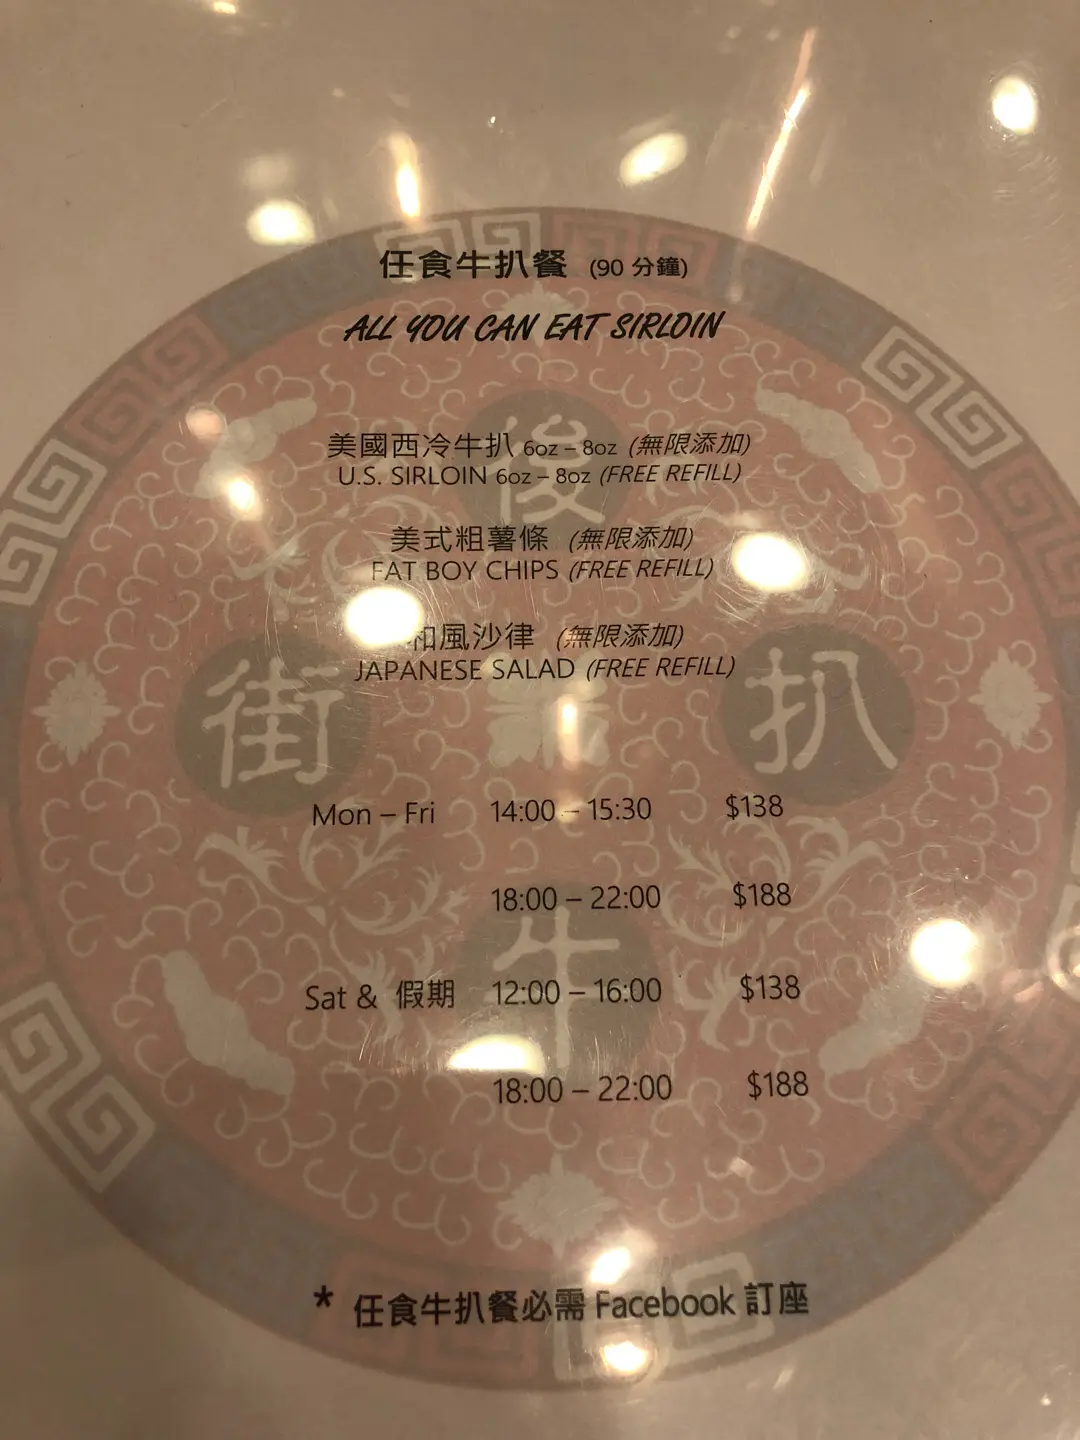 任食牛扒餐 (90 分鐘)
ALL YOU CAN EAT SIRLOIN
美國西冷牛扒 6oz – 8oz (無限添加)
U.S. SIRLOIN 6oz – 8oz (FREE REFILL)
美式粗薯條 (無限添加)
FAT BOY CHIPS (FREE REFILL)
和風沙律 (無限添加)
JAPANESE SALAD (FREE REFILL)
後
街 扒
牛
Mon – Fri 14:00 – 15:30 $138
18:00 – 22:00 $188
Sat & 假期 12:00 – 16:00 $138
18:00 – 22:00 $188
* 任食牛扒餐必需 Facebook 訂座